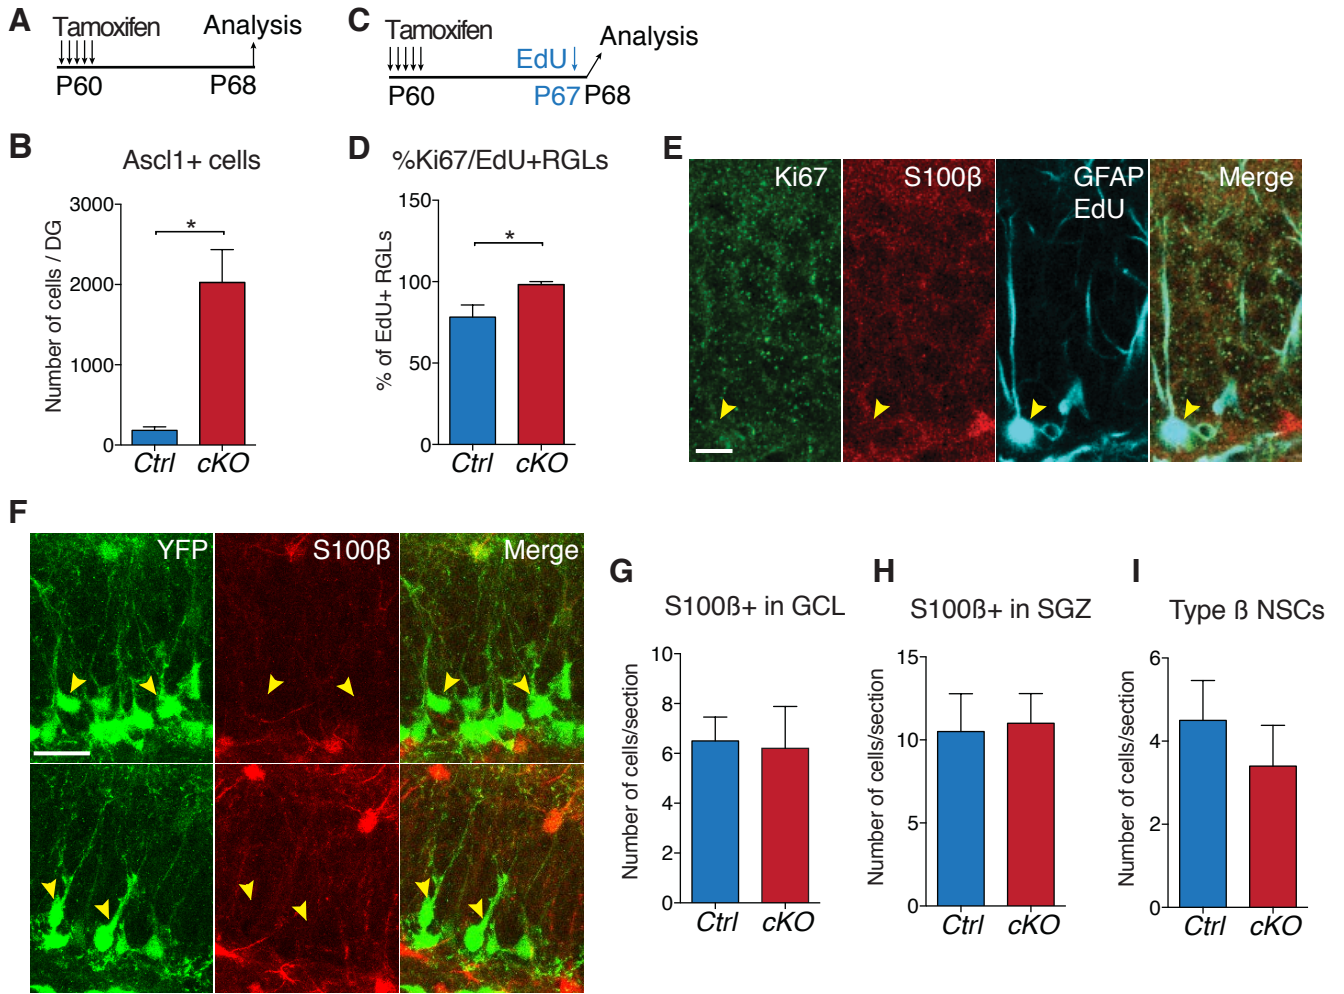 A
Tamoxifen
Analysis
P60
P68
C
Tamoxifen
EdU
Analysis
P60
P67
P68
B
Ascl1+ cells
Number of cells / DG
3000
2000
1000
0
*
Ctrl
cKO
D
%Ki67/EdU+RGLs
% of EdU+ RGLs
150
100
50
0
*
Ctrl
cKO
E
Ki67
S100β
GFAP
EdU
Merge
F
YFP
S100β
Merge
G
S100ß+ in GCL
Number of cells/section
10
8
6
4
2
0
Ctrl
cKO
H
S100ß+ in SGZ
Number of cells/section
15
10
5
0
Ctrl
cKO
I
Type ß NSCs
Number of cells/section
6
4
2
0
Ctrl
cKO